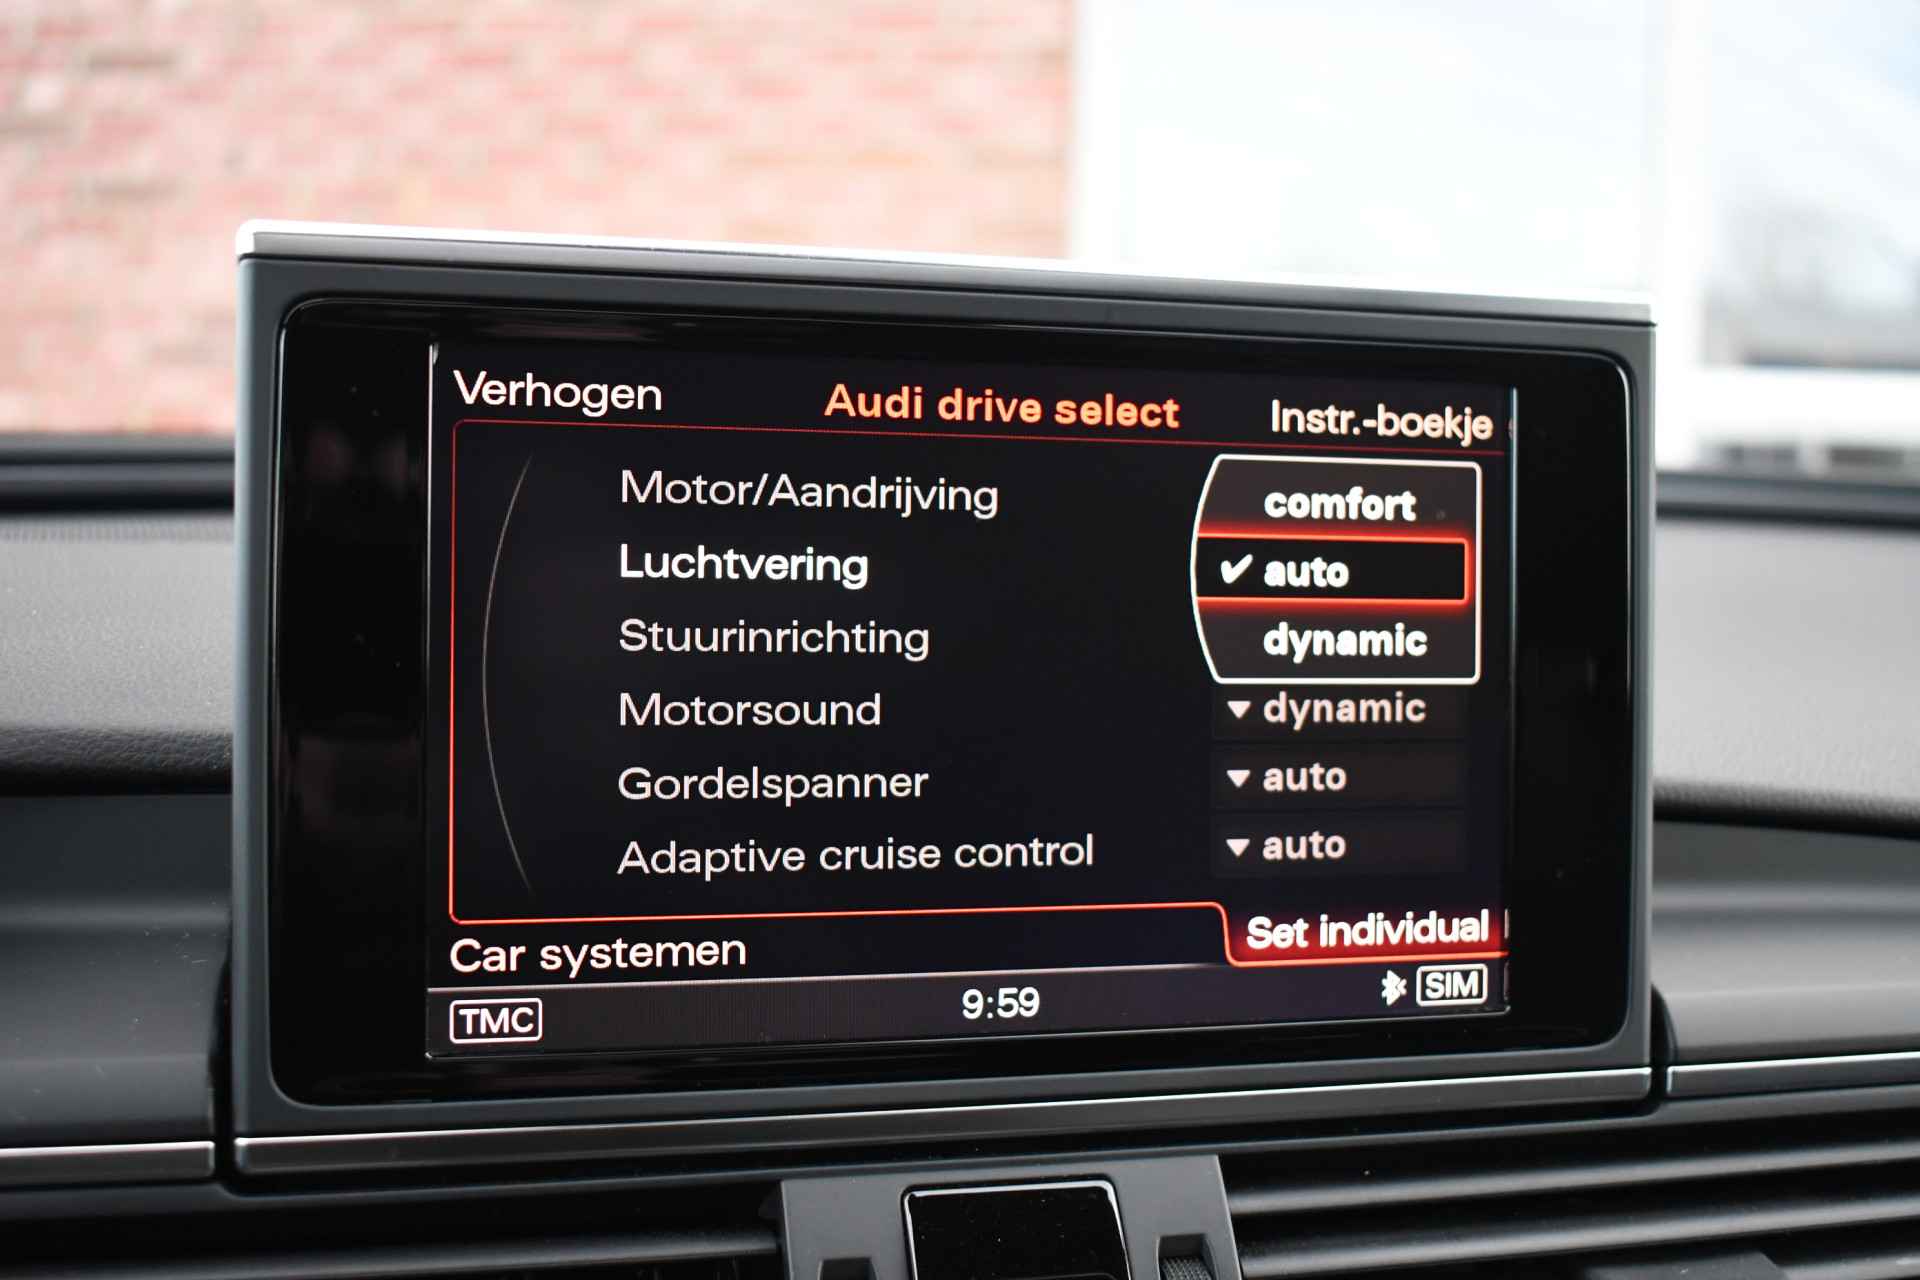 Verhogen Audi drive select Instr.-boekje
Motor/Aandrijving comfort
Luchtvering ✔ auto
Stuurinrichting dynamic
Motorsound ▼ dynamic
Gordelspanner ▼ auto
Adaptive cruise control ▼ auto
Car systemen Set individual
TMC 9:59 SIM